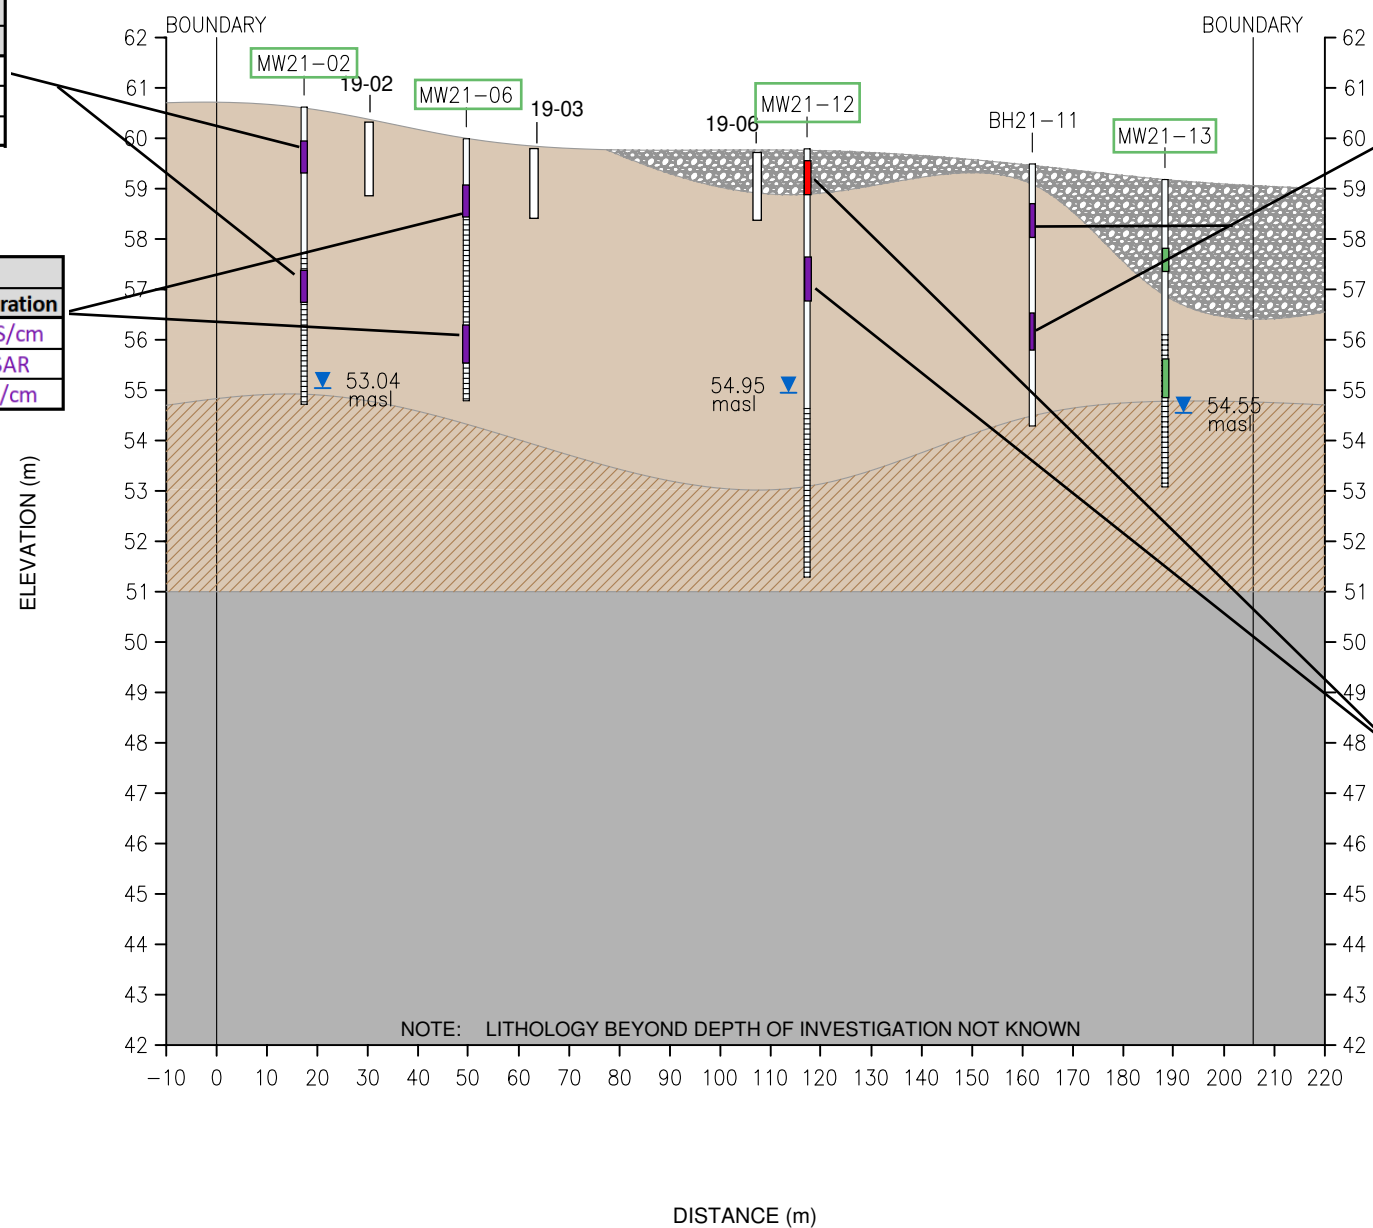 BOUNDARY BOUNDARY
MW21-02
19-02
MW21-06
19-03
19-06
MW21-12
BH21-11
MW21-13
62 62
61 61
60 60
59 59
58 58
57 57
56 56
55 55
54 54
53 53
52 52
51 51
50 50
49 49
48 48
47 47
46 46
45 45
44 44
43 43
42 42
ration
S/cm
SAR
/cm
53.04
masl
54.95
masl
54.55
masl
ELEVATION (m)
NOTE: LITHOLOGY BEYOND DEPTH OF INVESTIGATION NOT KNOWN
-10 0 10 20 30 40 50 60 70 80 90 100 110 120 130 140 150 160 170 180 190 200 210 220
DISTANCE (m)